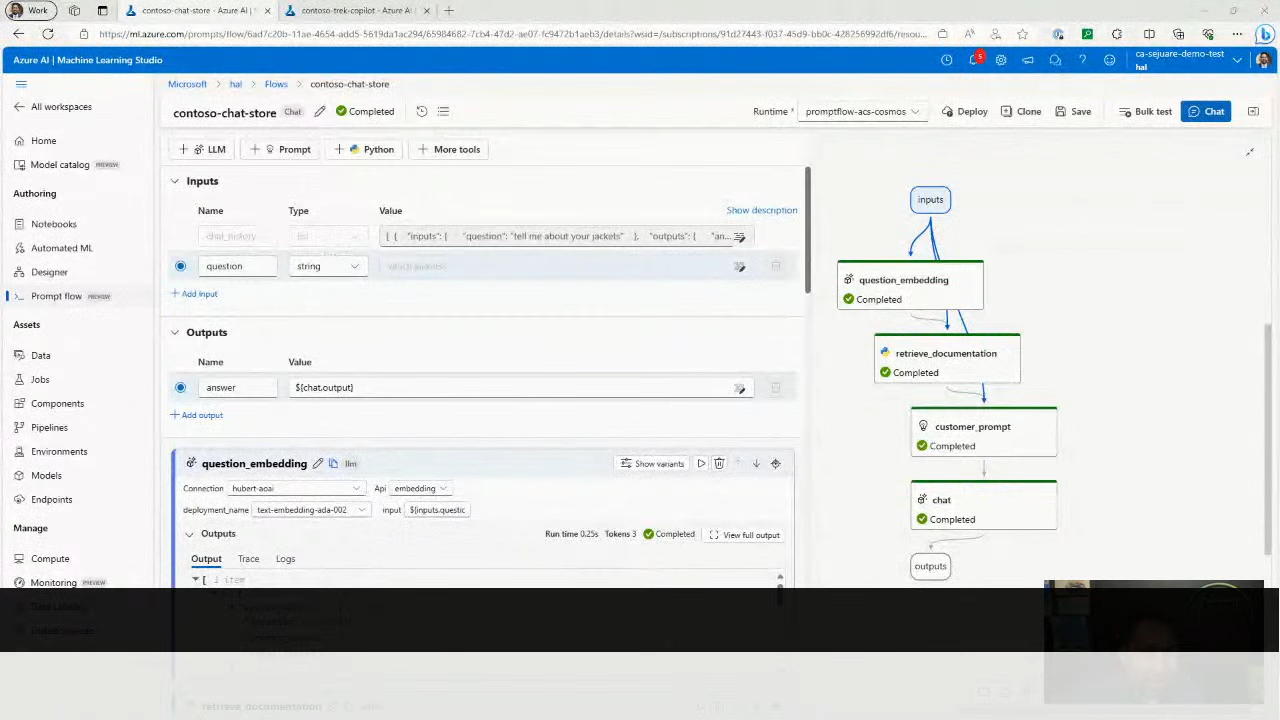 Work
contoso-chat-store - Azure AI |
contoso-trek-copilot - Azure AI |
Azure AI | Machine Learning Studio
5
ca-sejuare-demo-test
hal
Microsoft > hal > Flows > contoso-chat-store
All workspaces
contoso-chat-store Chat Completed
Runtime * promptflow-acs-cosmos Deploy Clone Save Bulk test Chat
Home
Model catalog PREVIEW
Authoring
Notebooks
Automated ML
Designer
Prompt flow PREVIEW
Assets
Data
Jobs
Components
Pipelines
Environments
Models
Endpoints
Manage
Compute
Monitoring PREVIEW
+ LLM + Prompt + Python + More tools
Inputs
Name Type Value Show description
chat_history list [ { "inputs": { "question": "tell me about your jackets" }, "outputs": { "an...
question string
+ Add input
Outputs
Name Value
answer ${chat.output}
+ Add output
question_embedding llm Show variants
Connection hubert-aoai Api embedding
deployment_name text-embedding-ada-002 input ${inputs.questic
Outputs Run time 0.25s Tokens 3 Completed View full output
Output Trace Logs
[ 1 item
retrieve_documentation
inputs
question_embedding
Completed
retrieve_documentation
Completed
customer_prompt
Completed
chat
Completed
outputs